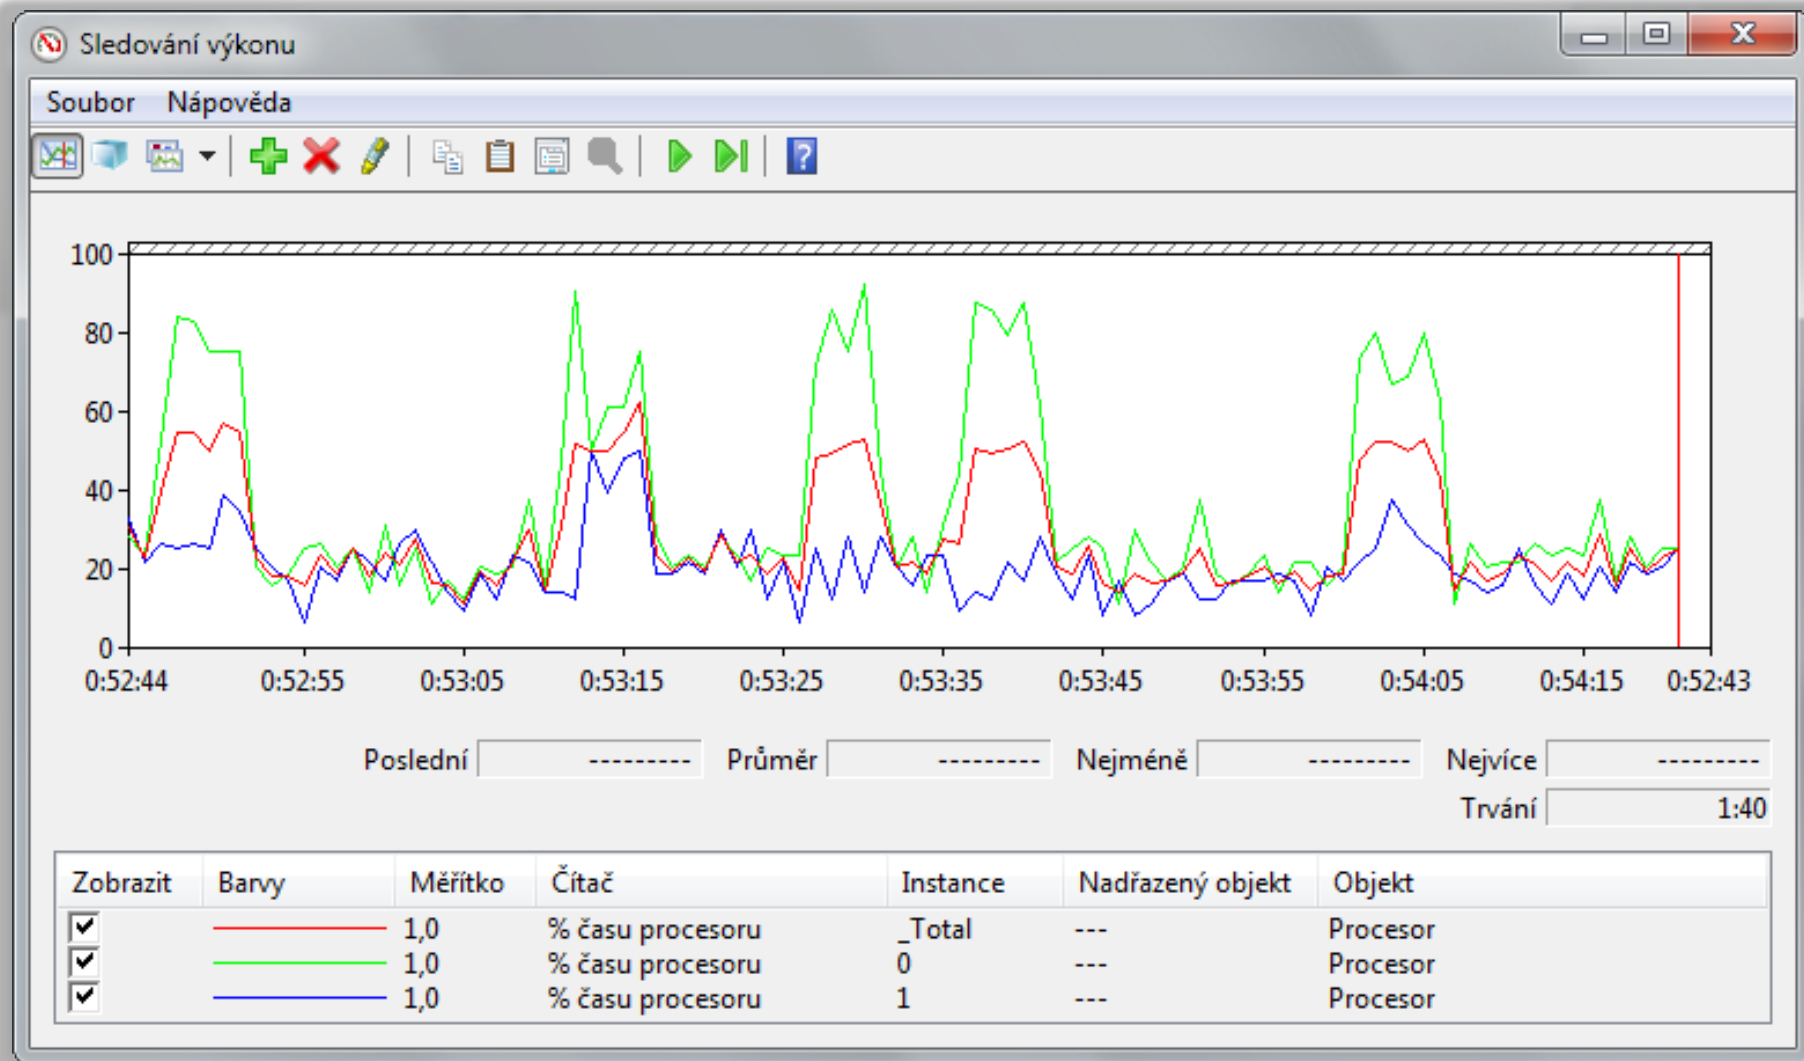 Sledování výkonu
Soubor Nápověda
100
80
60
40
20
0
0:52:44 0:52:55 0:53:05 0:53:15 0:53:25 0:53:35 0:53:45 0:53:55 0:54:05 0:54:15 0:52:43
Poslední --------- Průměr --------- Nejméně --------- Nejvíce ---------
Trvání 1:40
Zobrazit Barvy Měřítko Čítač Instance Nadřazený objekt Objekt
1,0 % času procesoru _Total --- Procesor
1,0 % času procesoru 0 --- Procesor
1,0 % času procesoru 1 --- Procesor